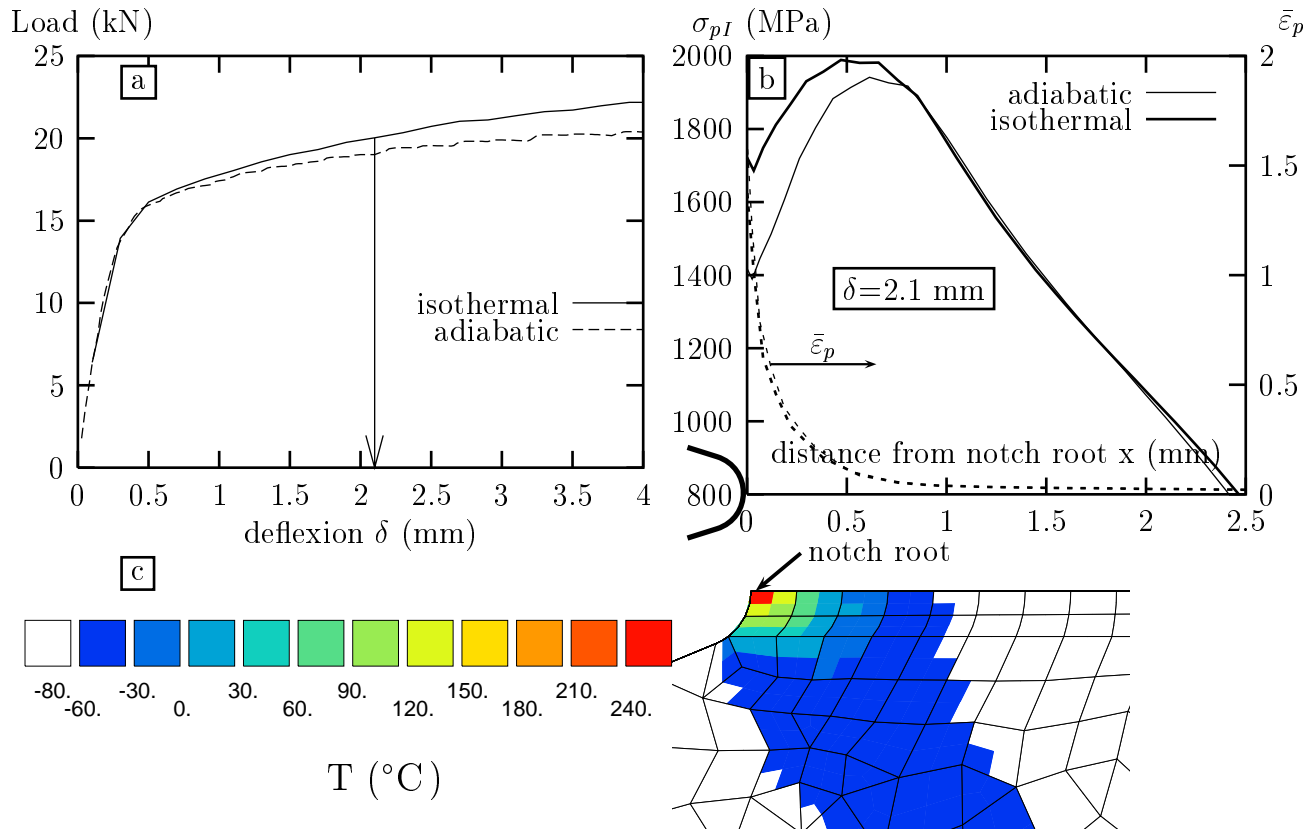 Load (kN)
25
20
15
10
5
0
a
isothermal
adiabatic
0 0.5 1 1.5 2 2.5 3 3.5 4
deflexion δ (mm)
σpI (MPa)
ε̄p
2000
1800
1600
1400
1200
1000
800
b
adiabatic
isothermal
2
1.5
1
0.5
0
δ=2.1 mm
ε̄p
distance from notch root x (mm)
0 0.5 1 1.5 2 2.5
notch root
c
-80. -30. 30. 90. 150. 210.
-60. 0. 60. 120. 180. 240.
T (°C)